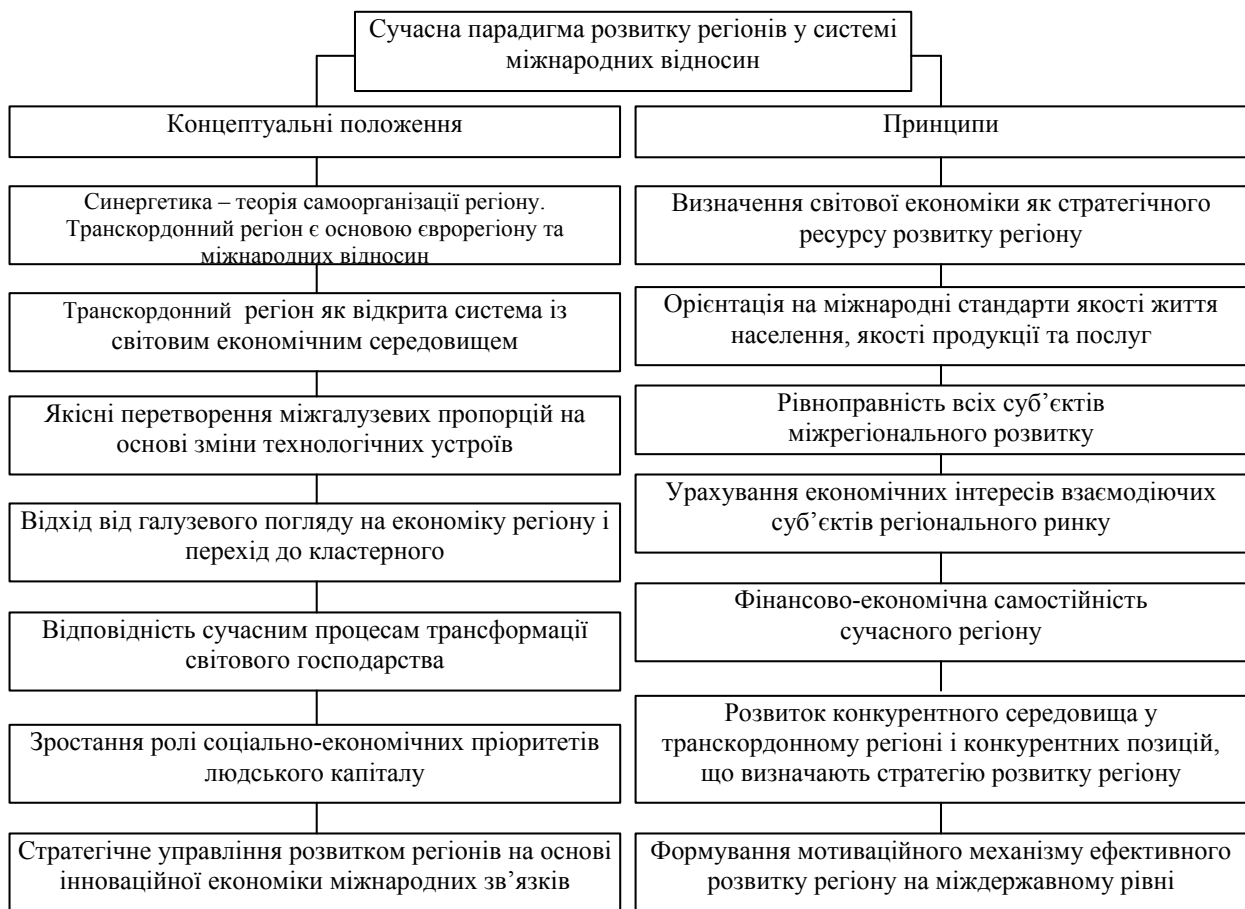 Сучасна парадигма розвитку регіонів у системі
міжнародних відносин
Концептуальні положення
Синергетика – теорія самоорганізації регіону.
Транскордонний регіон є основою єврорегіону та
міжнародних відносин
Транскордонний регіон як відкрита система із
світовим економічним середовищем
Якісні перетворення міжгалузевих пропорцій на
основі зміни технологічних устроїв
Відхід від галузевого погляду на економіку регіону і
перехід до кластерного
Відповідність сучасним процесам трансформації
світового господарства
Зростання ролі соціально-економічних пріоритетів
людського капіталу
Стратегічне управління розвитком регіонів на основі
інноваційної економіки міжнародних зв’язків
Принципи
Визначення світової економіки як стратегічного
ресурсу розвитку регіону
Орієнтація на міжнародні стандарти якості життя
населення, якості продукції та послуг
Рівноправність всіх суб’єктів
міжрегіонального розвитку
Урахування економічних інтересів взаємодіючих
суб’єктів регіонального ринку
Фінансово-економічна самостійність
сучасного регіону
Розвиток конкурентного середовища у
транскордонному регіоні і конкурентних позицій,
що визначають стратегію розвитку регіону
Формування мотиваційного механізму ефективного
розвитку регіону на міждержавному рівні